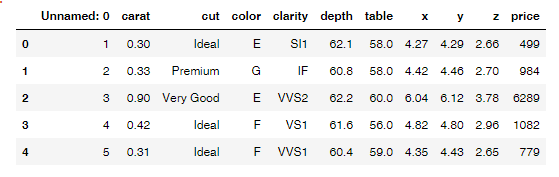 Unnamed: 0 carat cut color clarity depth table x y z price
0 1 0.30 Ideal E SI1 62.1 58.0 4.27 4.29 2.66 499
1 2 0.33 Premium G IF 60.8 58.0 4.42 4.46 2.70 984
2 3 0.90 Very Good E VVS2 62.2 60.0 6.04 6.12 3.78 6289
3 4 0.42 Ideal F VS1 61.6 56.0 4.82 4.80 2.96 1082
4 5 0.31 Ideal F VVS1 60.4 59.0 4.35 4.43 2.65 779